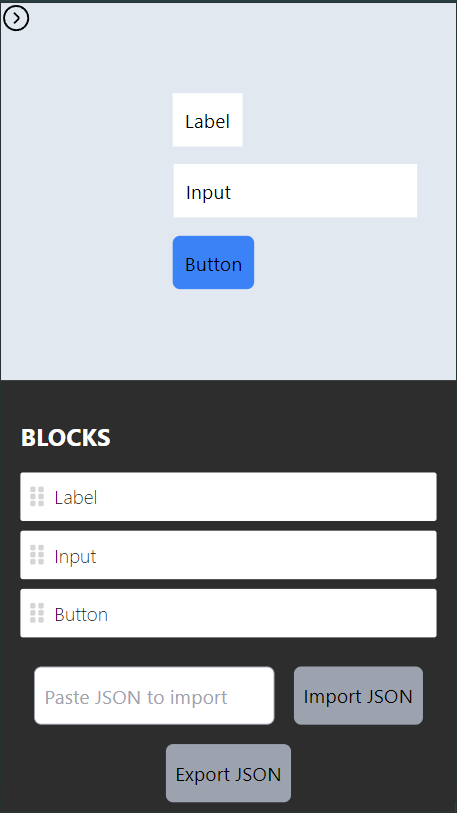 Label
Input
Button
BLOCKS
Label
Input
Button
Paste JSON to import
Import JSON
Export JSON